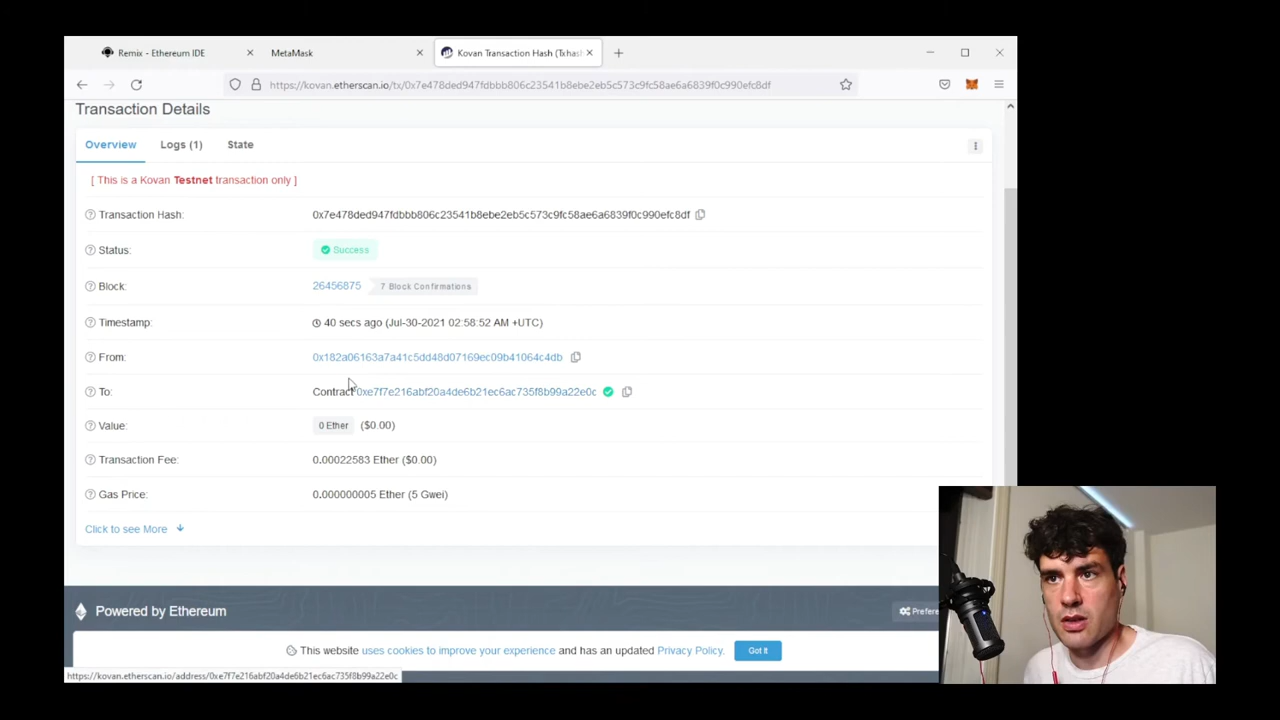 Remix - Ethereum IDE
MetaMask
Kovan Transaction Hash (Txhas
https://kovan.etherscan.io/tx/0x7e478ded947fdbbb806c23541b8ebe2eb5c573c9fc58ae6a6839f0c990efc8df
Transaction Details
Overview Logs (1) State
[ This is a Kovan Testnet transaction only ]
Transaction Hash: 0x7e478ded947fdbbb806c23541b8ebe2eb5c573c9fc58ae6a6839f0c990efc8df
Status: Success
Block: 26456875 7 Block Confirmations
Timestamp: 40 secs ago (Jul-30-2021 02:58:52 AM +UTC)
From: 0x182a06163a7a41c5dd48d07169ec09b41064c4db
To: Contract 0xe7f7e216abf20a4de6b21ec6ac735f8b99a22e0c
Value: 0 Ether ($0.00)
Transaction Fee: 0.00022583 Ether ($0.00)
Gas Price: 0.000000005 Ether (5 Gwei)
Click to see More
Powered by Ethereum
Prefere
This website uses cookies to improve your experience and has an updated Privacy Policy. Got It
https://kovan.etherscan.io/address/0xe7f7e216abf20a4de6b21ec6ac735f8b99a22e0c